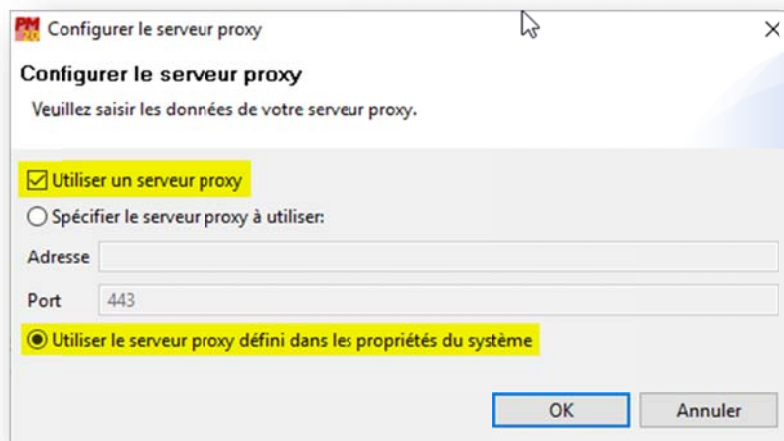 PM
Configurer le serveur proxy
Configurer le serveur proxy
Veuillez saisir les données de votre serveur proxy.
Utiliser un serveur proxy
Spécifier le serveur proxy à utiliser:
Adresse
Port 443
Utiliser le serveur proxy défini dans les propriétés du système
OK Annuler